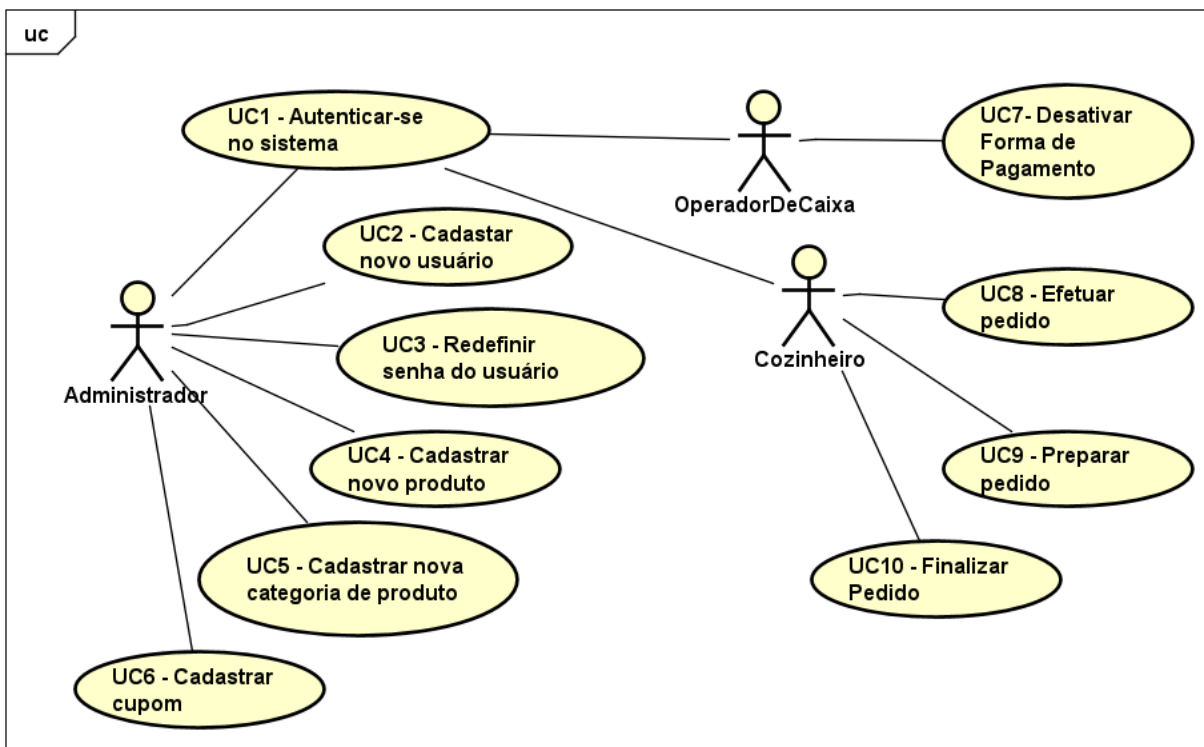 uc
UC1 - Autenticar-se
no sistema
OperadorDeCaixa
UC7- Desativar
Forma de
Pagamento
UC2 - Cadastar
novo usuário
UC3 - Redefinir
senha do usuário
Administrador
Cozinheiro
UC8 - Efetuar
pedido
UC4 - Cadastrar
novo produto
UC9 - Preparar
pedido
UC5 - Cadastrar nova
categoria de produto
UC10 - Finalizar
Pedido
UC6 - Cadastrar
cupom